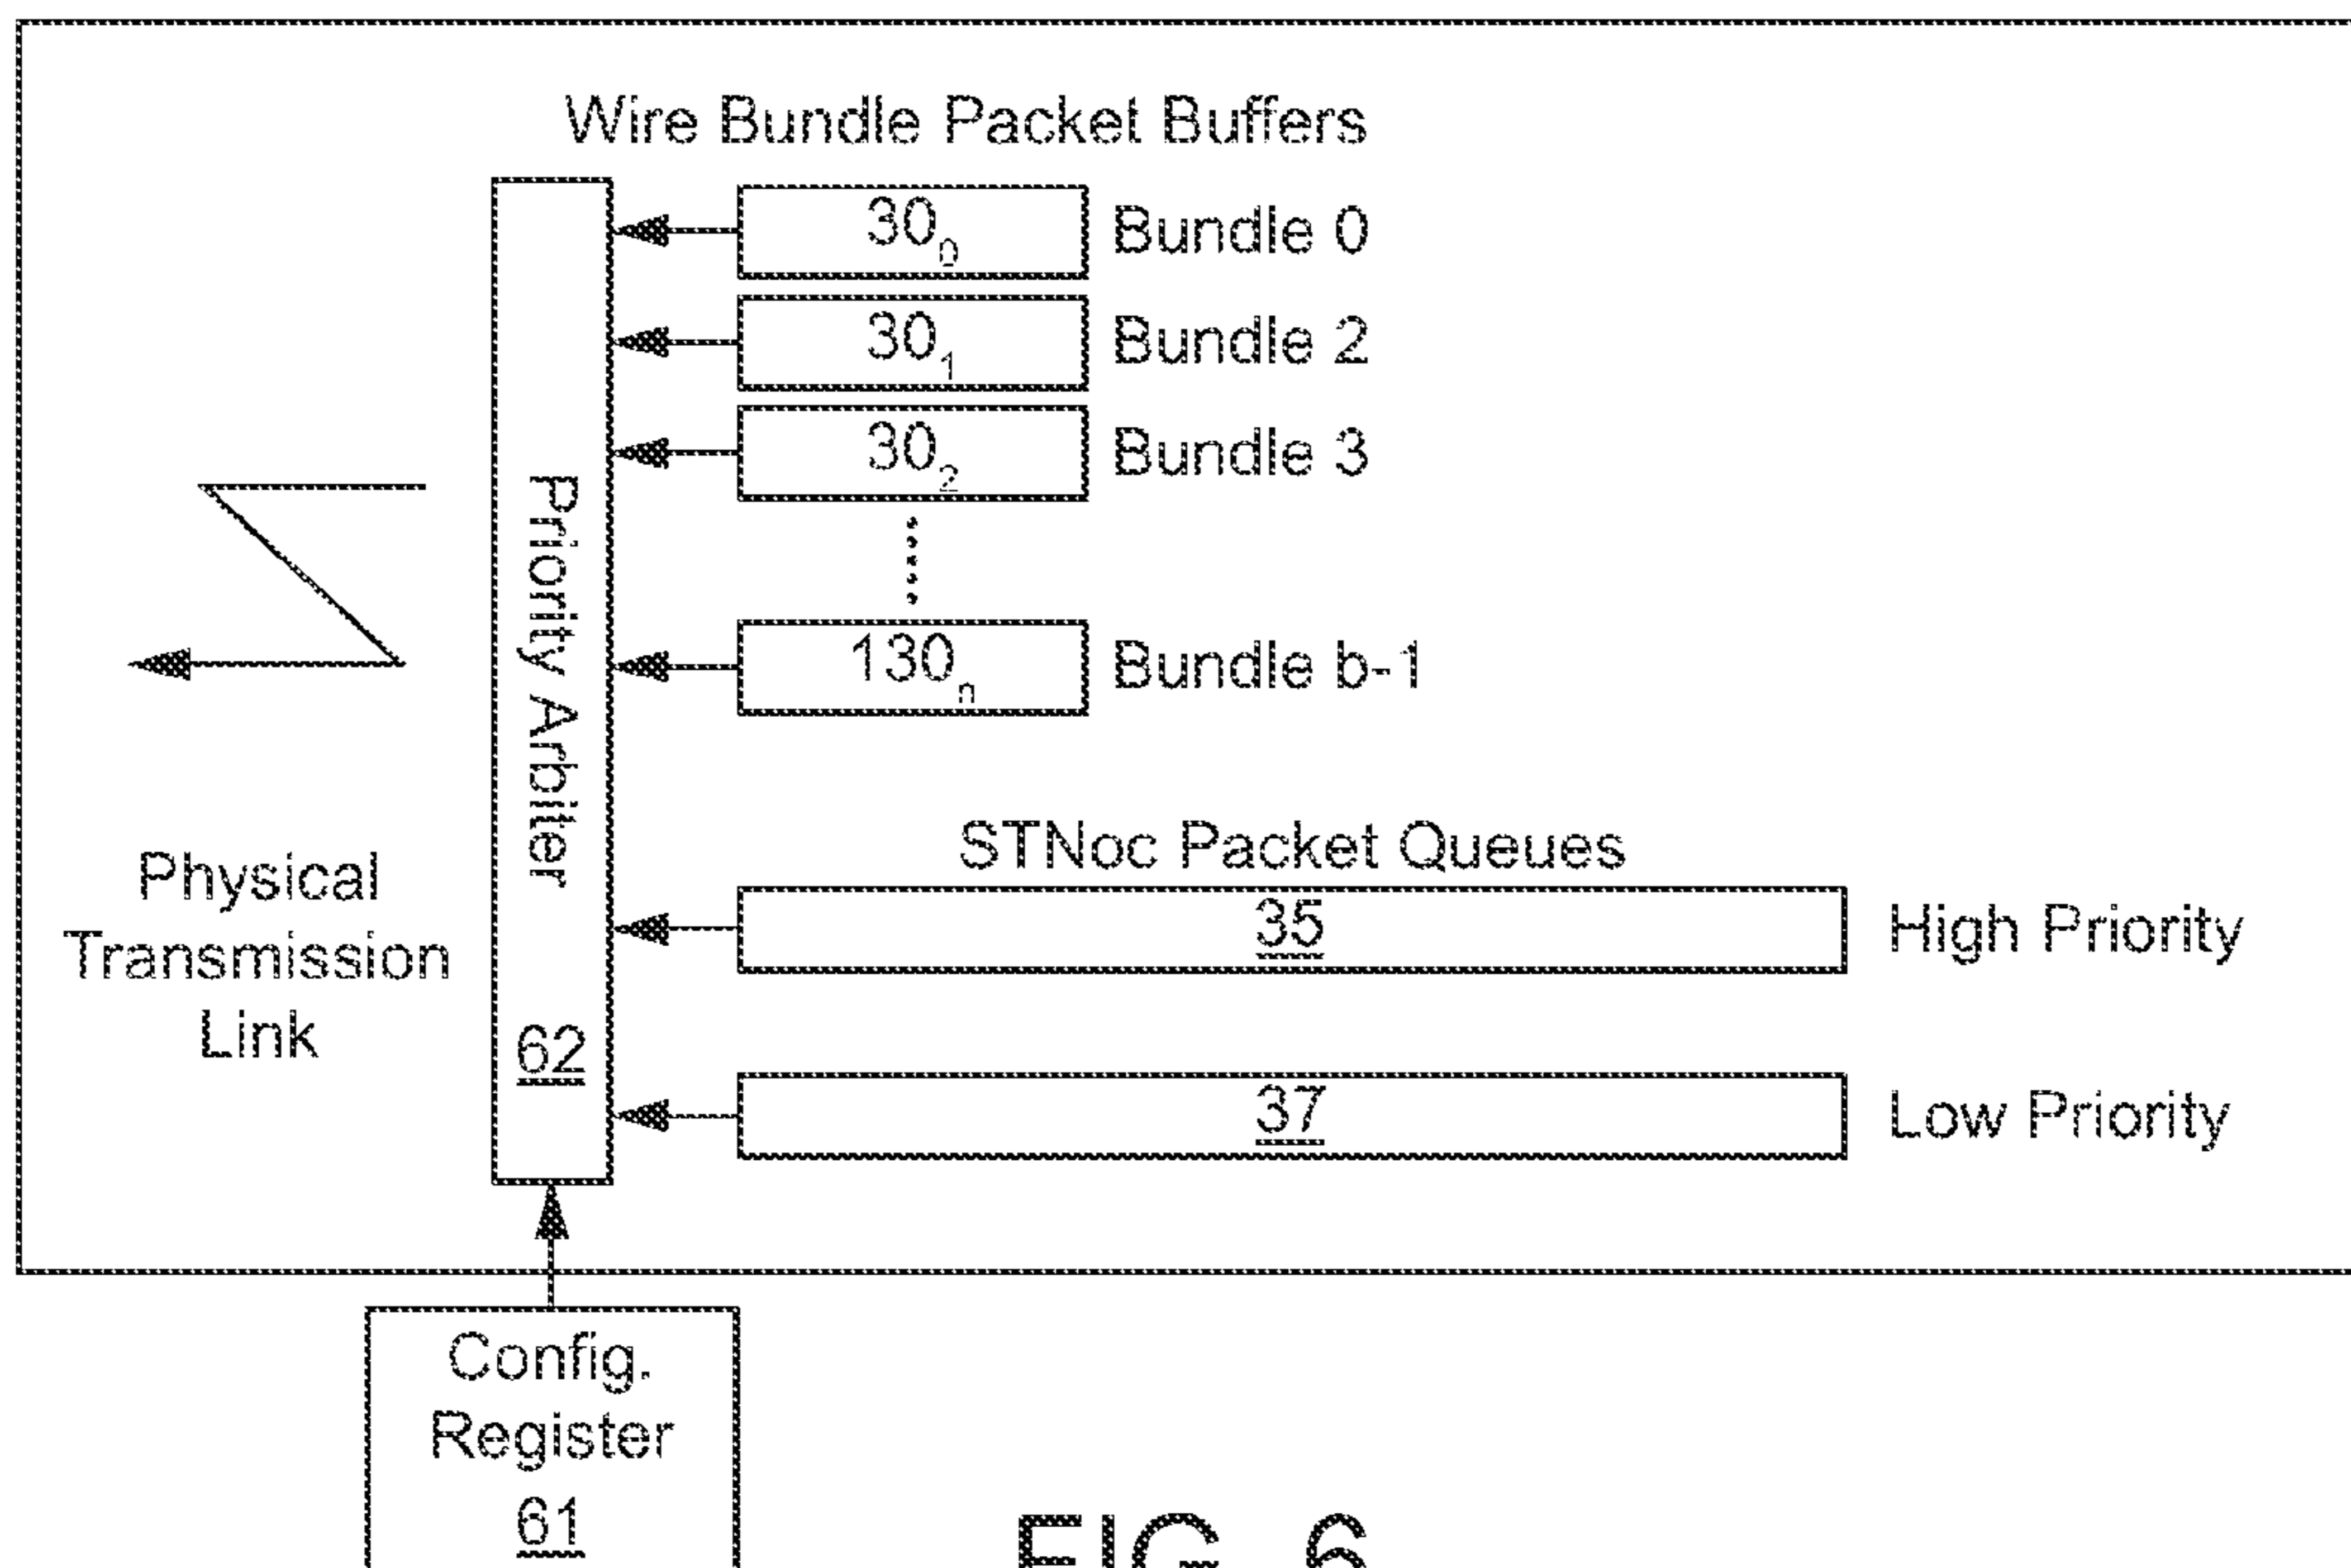 Wire Bundle Packet Buffers
30₀ Bundle 0
30₁ Bundle 2
30₂ Bundle 3
130ₙ Bundle b-1
Priority Arbiter
62
Physical
Transmission
Link
STNoc Packet Queues
35 High Priority
37 Low Priority
Config.
Register
61
FIG. 6